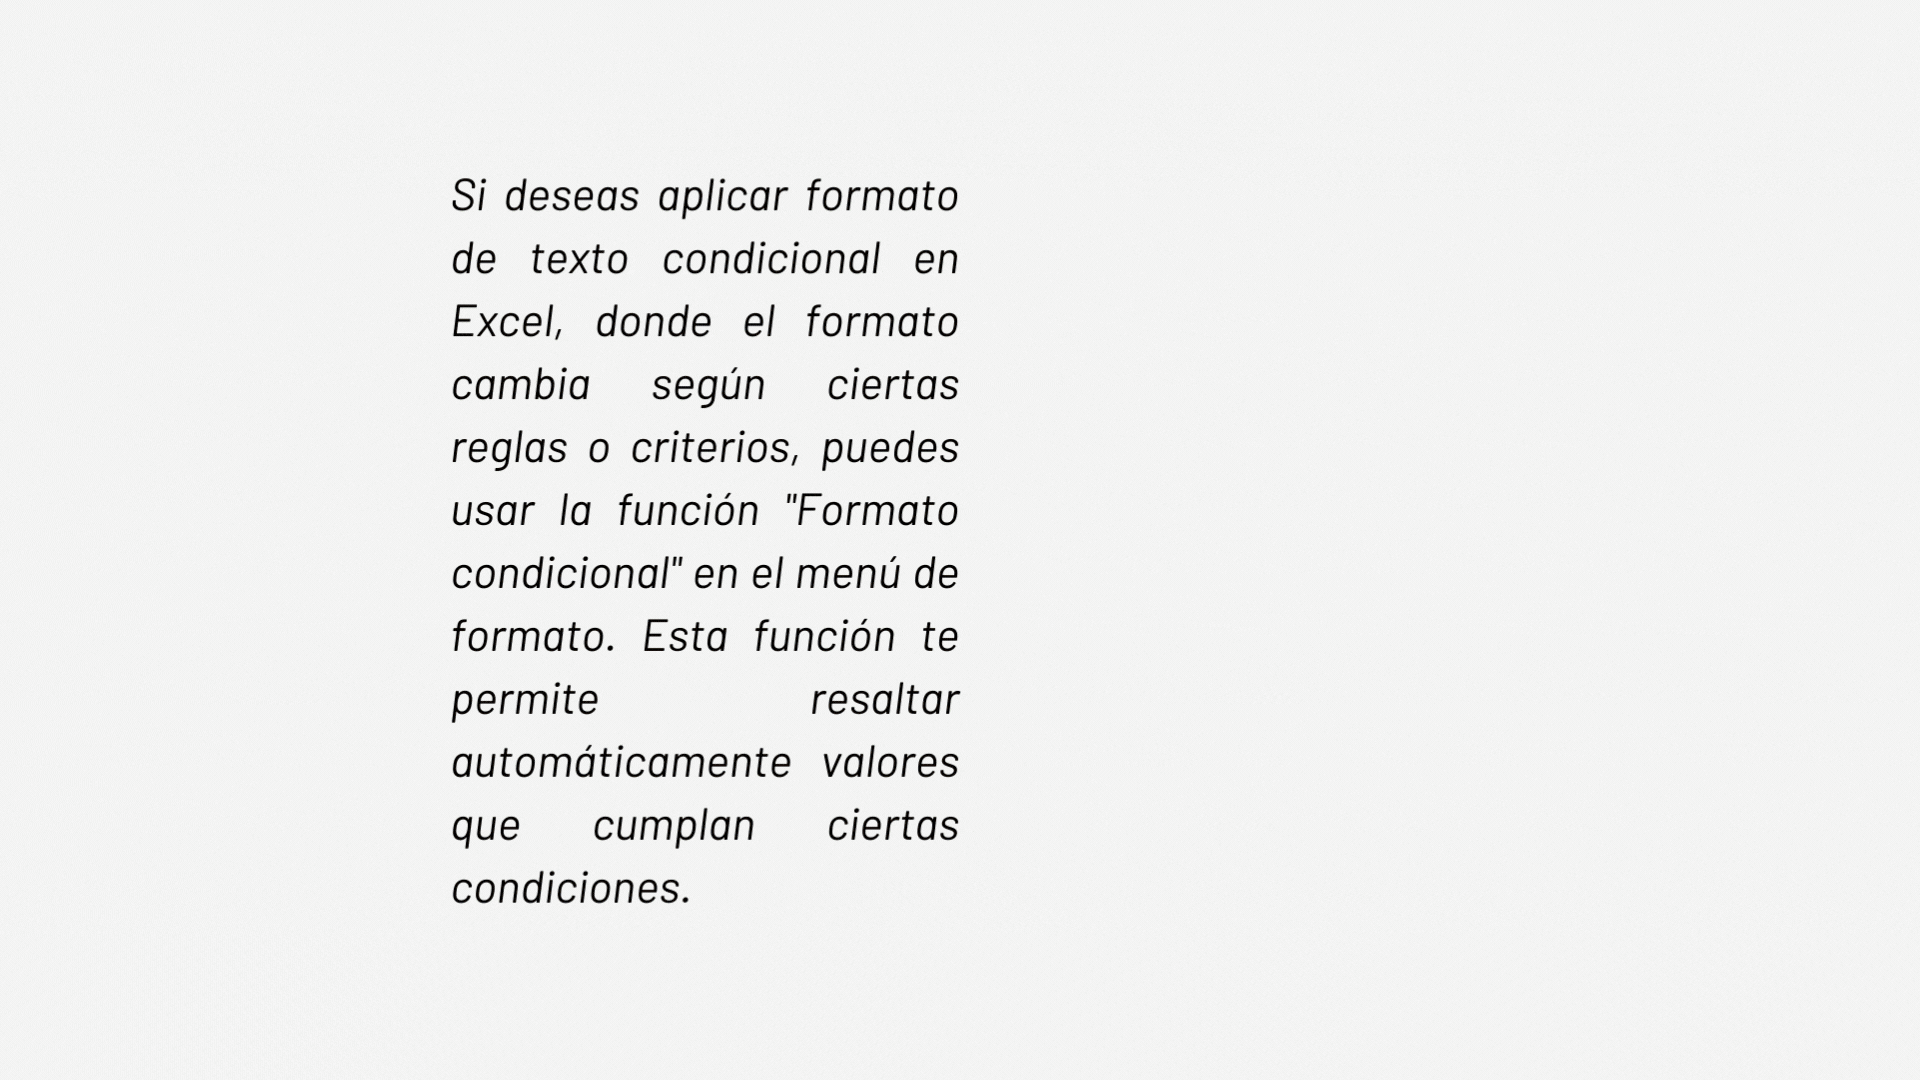 Si deseas aplicar formato
de texto condicional en
Excel, donde el formato
cambia según ciertas
reglas o criterios, puedes
usar la función "Formato
condicional" en el menú de
formato. Esta función te
permite resaltar
automáticamente valores
que cumplan ciertas
condiciones.